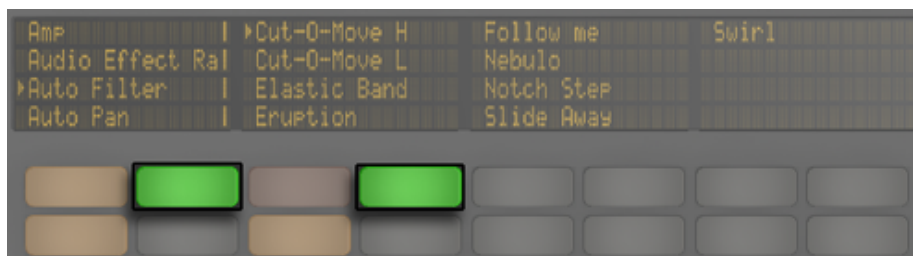 Amp
Audio Effect Ra
▸Auto Filter
Auto Pan
▸Cut-O-Move H
Cut-O-Move L
Elastic Band
Eruption
Follow me
Nebulo
Notch Step
Slide Away
Swirl